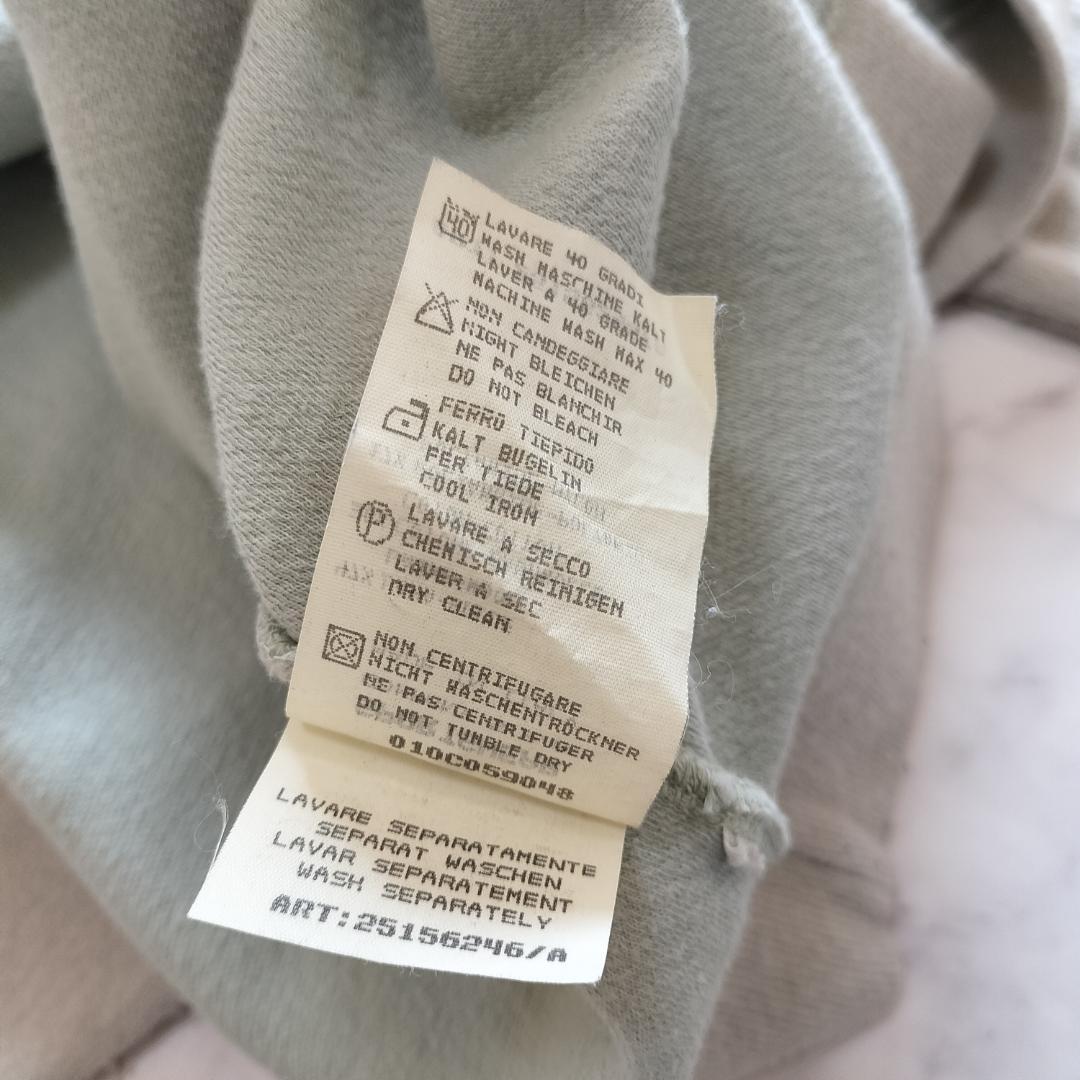 40 LAVARE 40 GRADI
WASH MASCHINE KALT
LAVER A 40 GRADE
MACHINE WASH MAX 40
NON CANDEGGIARE
NIGHT BLEICHEN
NE PAS BLANCHIR
DO NOT BLEACH
FERRO TIEPIDO
KALT BUGELIN
FER TIEDE
COOL IRON
P LAVARE A SECCO
CHEMISCH REINIGEN
LAVER A SEC
DRY CLEAN
NON CENTRIFUGARE
NICHT WASCHENTROCKNER
NE PAS CENTRIFUGER
DO NOT TUMBLE DRY
010C059048
LAVARE SEPARATAMENTE
SEPARAT WASCHEN
LAVAR SEPARATEMENT
WASH SEPARATELY
ART:25156246/A